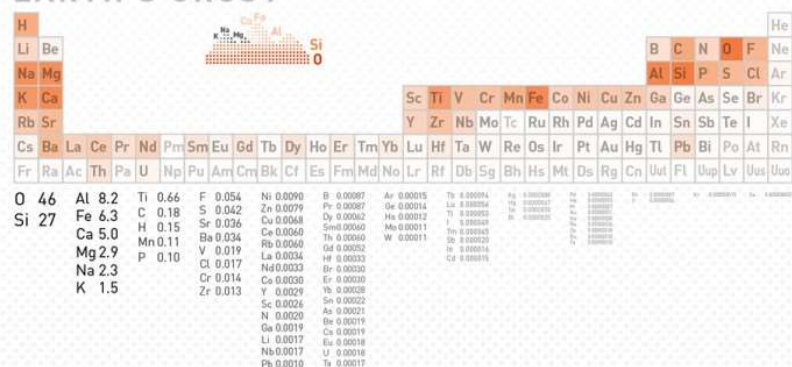 EARTH'S CRUST
H He
Na Co Fe
K Mg Al Si
O
Li Be B C N O F Ne
Na Mg Al Si P S Cl Ar
K Ca Sc Ti V Cr Mn Fe Co Ni Cu Zn Ga Ge As Se Br Kr
Rb Sr Y Zr Nb Mo Tc Ru Rh Pd Ag Cd In Sn Sb Te I Xe
Cs Ba La Ce Pr Nd Pm Sm Eu Gd Tb Dy Ho Er Tm Yb Lu Hf Ta W Re Os Ir Pt Au Hg Tl Pb Bi Po At Rn
Fr Ra Ac Th Pa U Np Pu Am Cm Bk Cf Es Fm Md No Lr Rf Db Sg Bh Hs Mt Ds Rg Cn Uut Fl Uup Lv Uus Uuo
O 46
Si 27
Al 8.2
Fe 6.3
Ca 5.0
Mg 2.9
Na 2.3
K 1.5
Ti 0.66
C 0.18
H 0.15
Mn 0.11
P 0.10
F 0.054
S 0.042
Sr 0.036
Ba 0.034
V 0.019
Cl 0.017
Cr 0.014
Zr 0.013
Ni 0.0090
Zn 0.0079
Cu 0.0068
Ce 0.0060
Rb 0.0060
La 0.0034
Nd 0.0033
Co 0.0030
Y 0.0029
Sc 0.0026
N 0.0020
Ga 0.0019
Li 0.0017
Nb 0.0017
Pb 0.0010
B 0.00087
Pr 0.00087
Dy 0.00062
Sm 0.00060
Th 0.00060
Gd 0.00052
Hf 0.00033
Br 0.00030
Er 0.00030
Yb 0.00028
Sn 0.00022
As 0.00021
Be 0.00019
Cs 0.00019
Eu 0.00018
U 0.00018
Ta 0.00017
Ar 0.00015
Ge 0.00014
Ho 0.00012
Mo 0.00011
W 0.00011